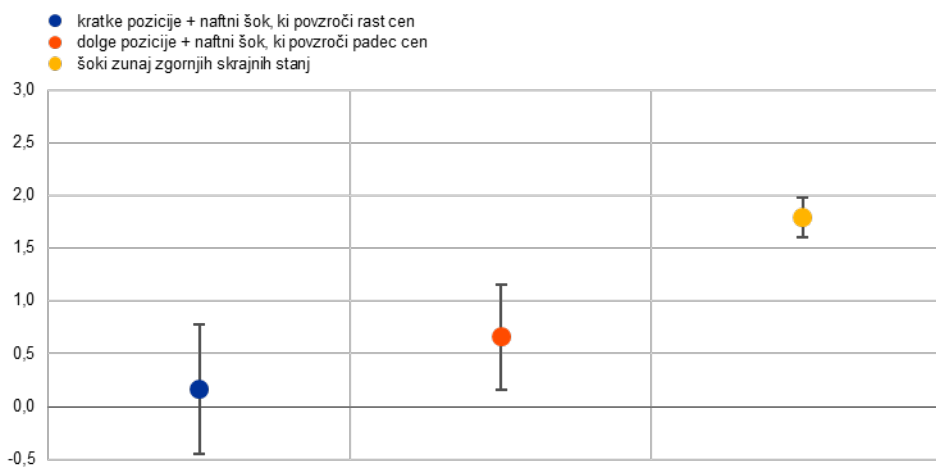 kratke pozicije + naftni šok, ki povzroči rast cen
dolge pozicije + naftni šok, ki povzroči padec cen
šoki zunaj zgornjih skrajnih stanj
3,0
2,5
2,0
1,5
1,0
0,5
0,0
-0,5